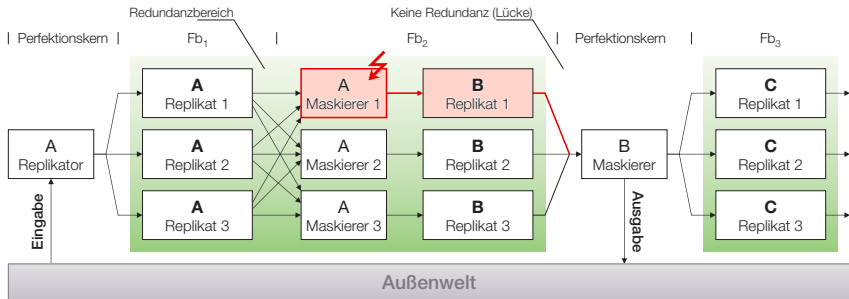 Redundanzbereich
Keine Redundanz (Lücke)
Perfektionskern
Fb1
Fb2
Perfektionskern
Fb3
A
Replikat 1
A
Maskierer 1
B
Replikat 1
C
Replikat 1
A
Replikator
A
Replikat 2
A
Maskierer 2
B
Replikat 2
B
Maskierer
C
Replikat 2
A
Replikat 3
A
Maskierer 3
B
Replikat 3
C
Replikat 3
Eingabe
Ausgabe
Außenwelt